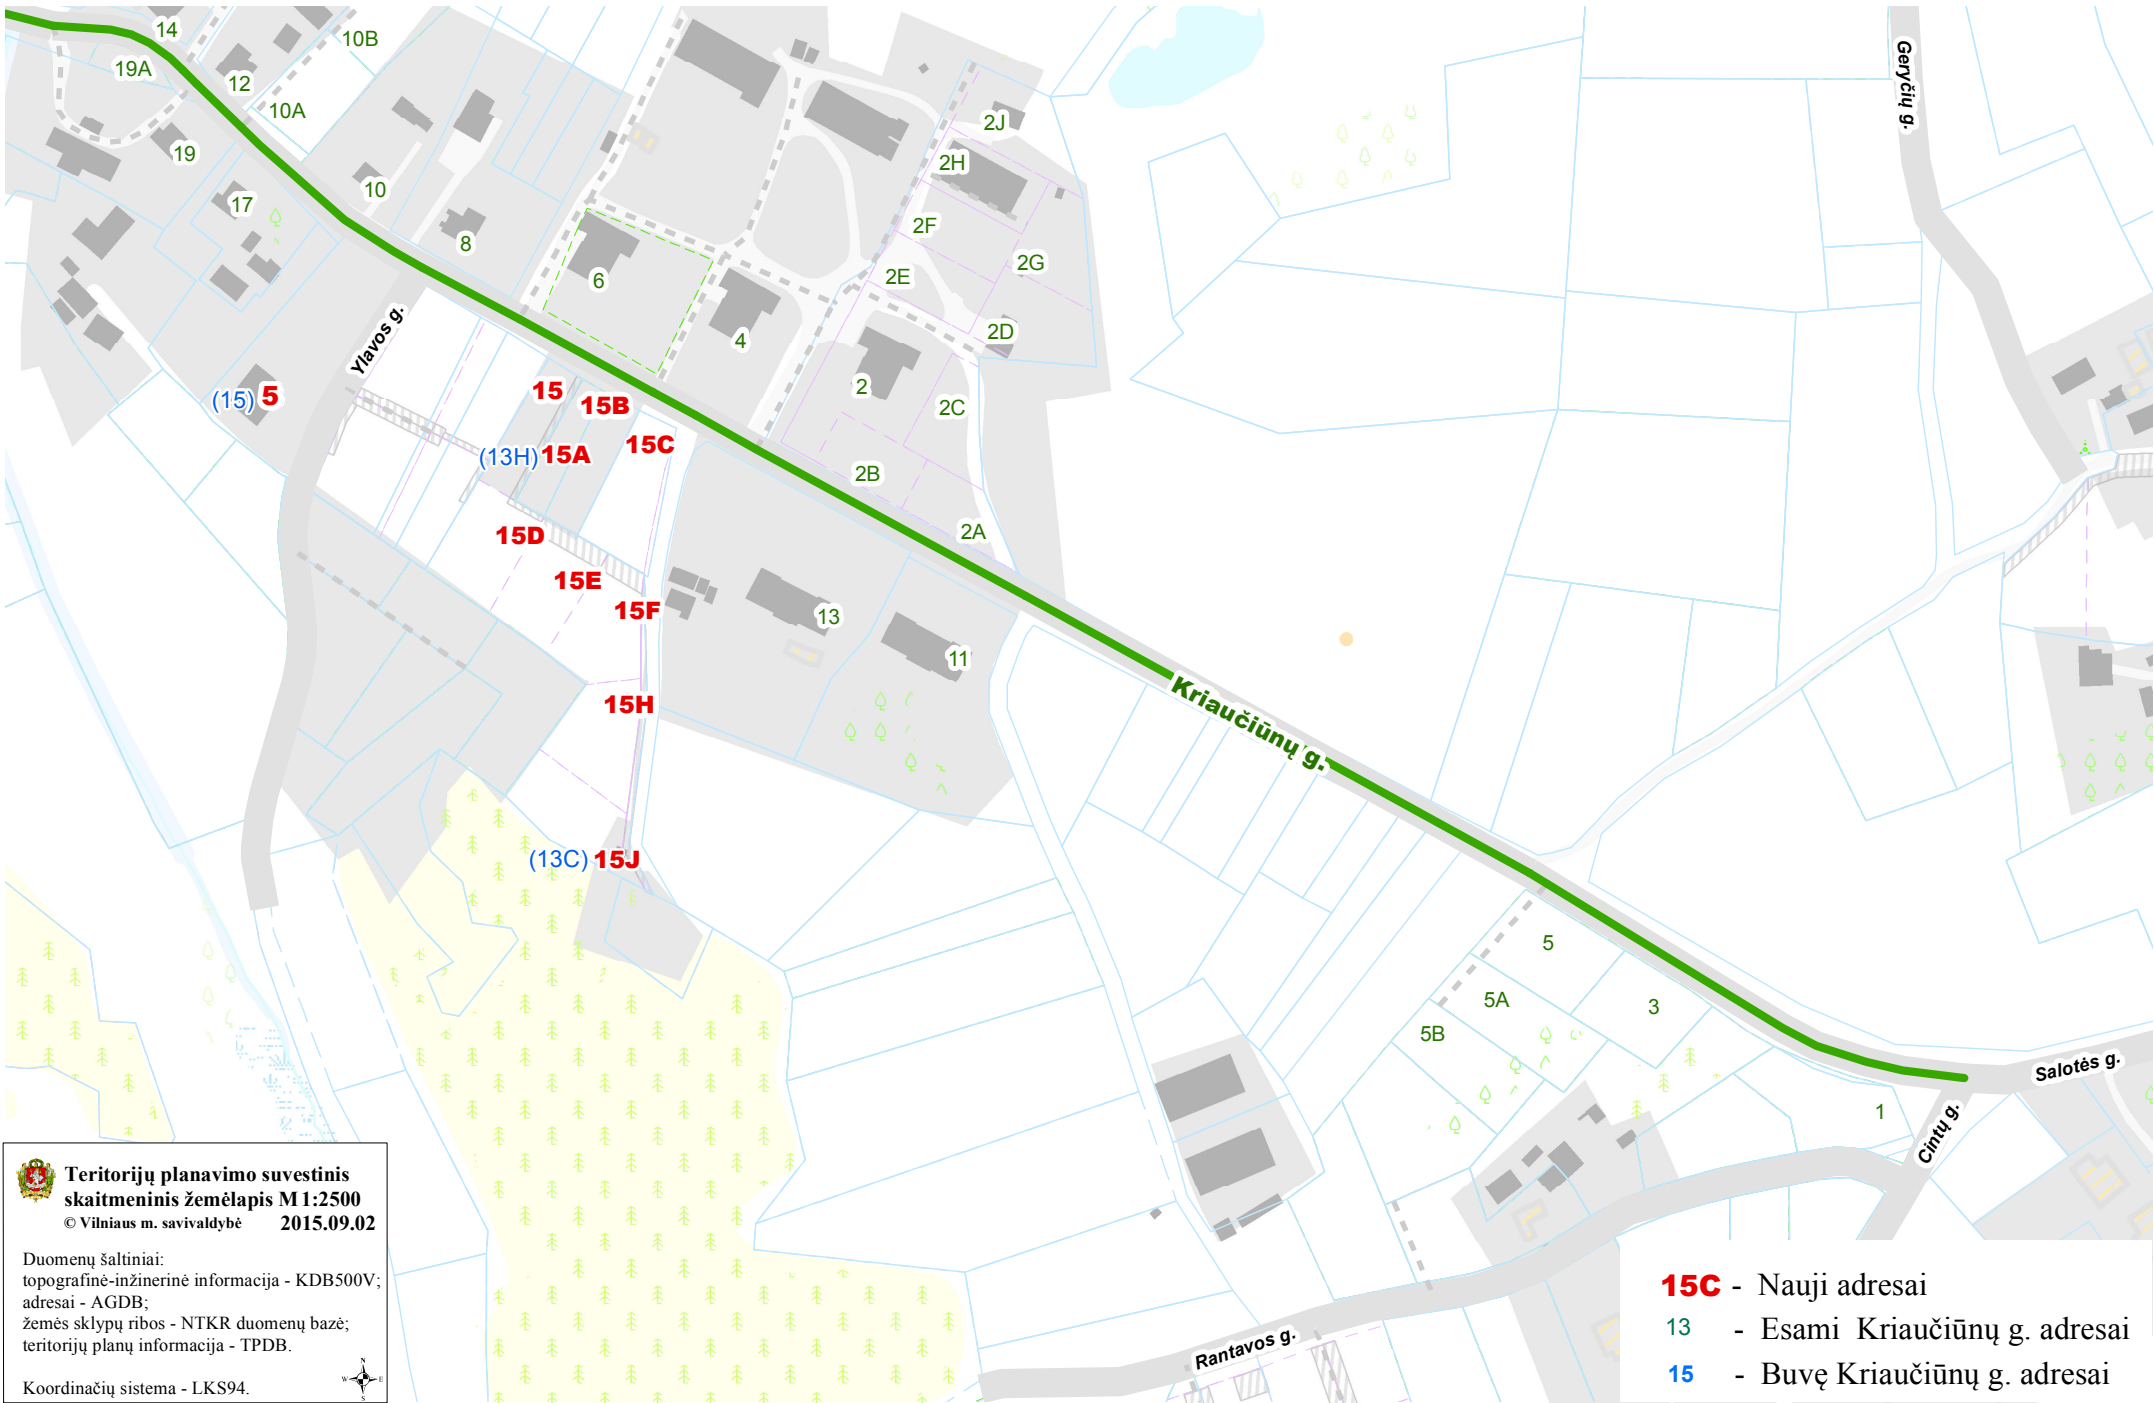 14
19A
10B
12
10A
19
10
17
8
6
4
2J
2H
2F
2G
2E
2D
2
2C
2B
2A
Geryčių g.
Ylavos g.
(15) 5
15
15B
15C
(13H) 15A
15D
15E
15F
15H
(13C) 15J
13
11
Kriaučiūnų g.
5
5A
5B
3
1
Salotės g.
Cintų g.
Rantavos g.
Teritorijų planavimo suvestinis
skaitmeninis žemėlapis M 1:2500
© Vilniaus m. savivaldybė 2015.09.02
Duomenų šaltiniai:
topografinė-inžinerinė informacija - KDB500V;
adresai - AGDB;
žemės sklypų ribos - NTKR duomenų bazė;
teritorijų planų informacija - TPDB.
Koordinačių sistema - LKS94.
N
W E
S
15C - Nauji adresai
13 - Esami Kriaučiūnų g. adresai
15 - Buvę Kriaučiūnų g. adresai